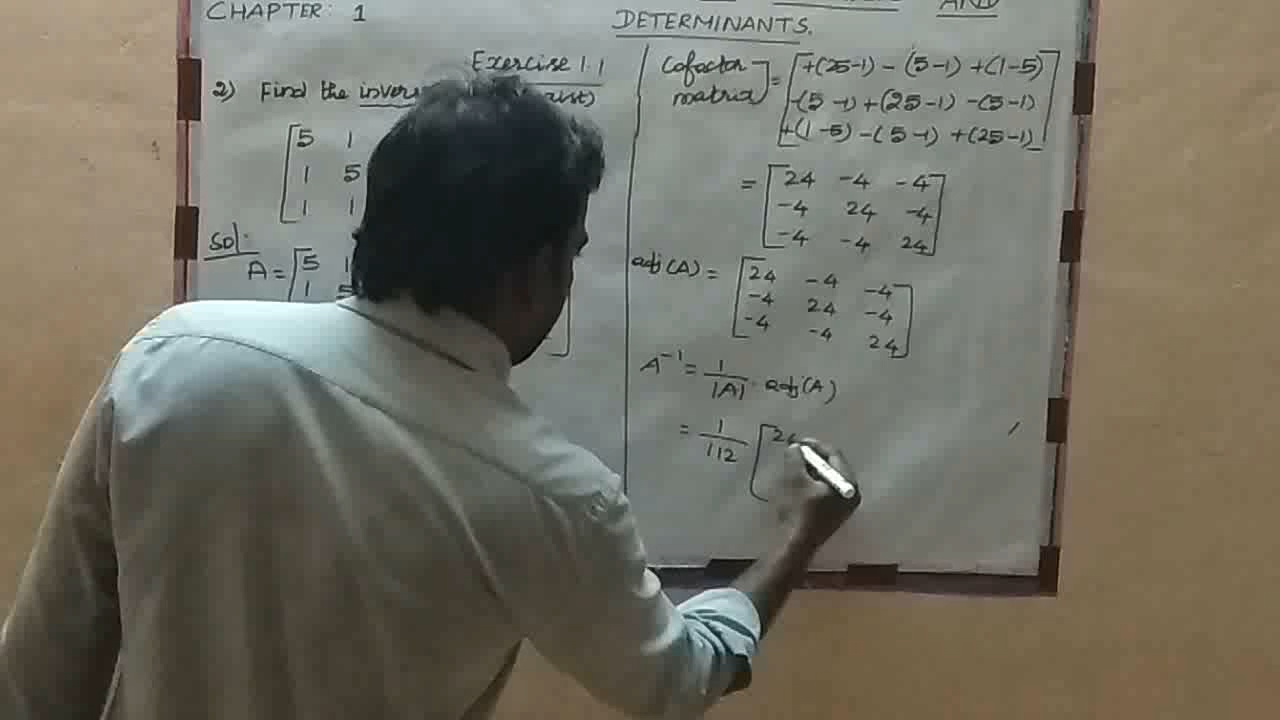 CHAPTER: 1
AND
DETERMINANTS.
Exercise 1.1
2) Find the
[5 1
1 5
1 1
Sol:
A = [5 1
1 5
Cofactor matrix] = [+(25-1) -(5-1) +(1-5)
-(5-1) +(25-1) -(5-1)
+(1-5) -(5-1) +(25-1)]
= [24 -4 -4
-4 24 -4
-4 -4 24]
adj(A) = [24 -4 -4
-4 24 -4
-4 -4 24]
A⁻¹ = 1/|A| · adj(A)
= 1/112 [